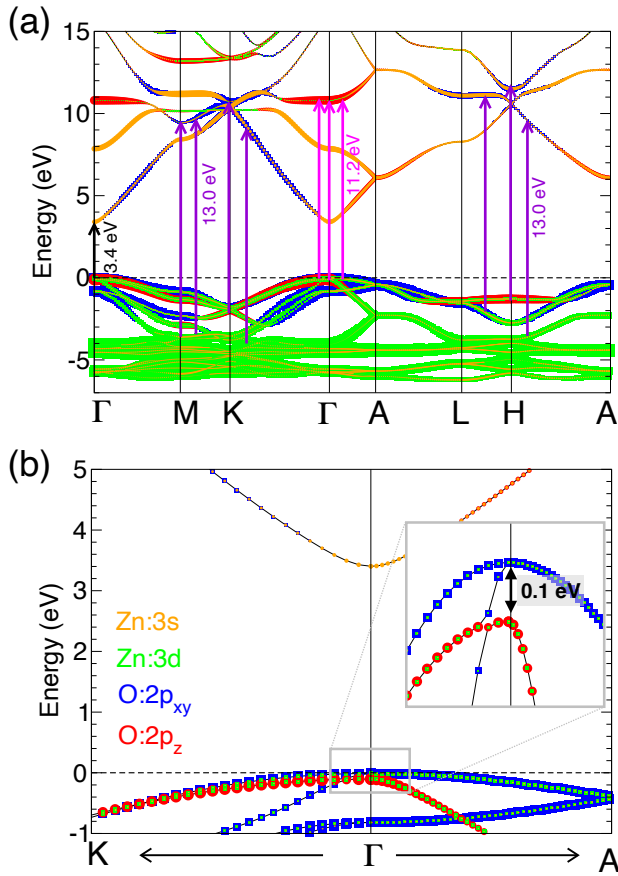 (a)
15
10
5
0
-5
Energy (eV)
3.4 eV
13.0 eV
11.2 eV
13.0 eV
Γ M K Γ A L H A
(b)
5
4
3
2
1
0
-1
Energy (eV)
0.1 eV
Zn:3s
Zn:3d
O:2pxy
O:2pz
K Γ A